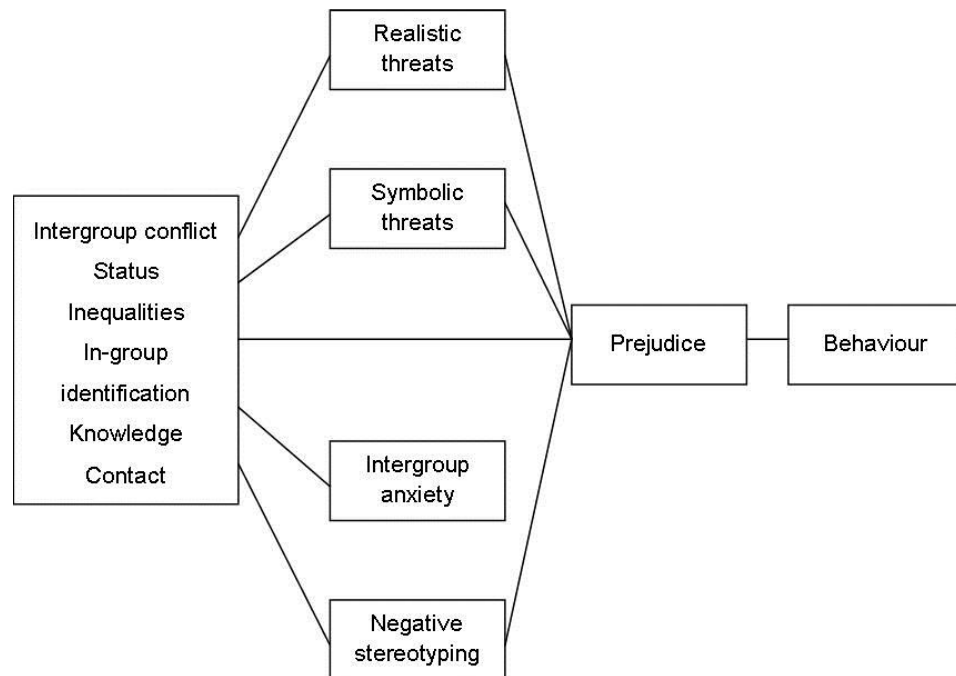 Realistic
threats
Symbolic
threats
Intergroup conflict
Status
Inequalities
In-group
identification
Knowledge
Contact
Prejudice
Behaviour
Intergroup
anxiety
Negative
stereotyping